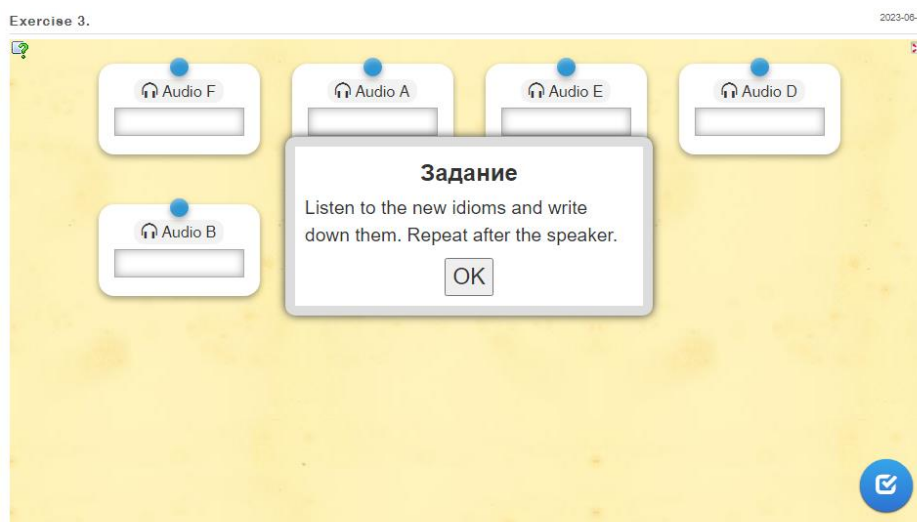 Exercise 3.
2023-06-
Audio F
Audio A
Audio E
Audio D
Audio B
Задание
Listen to the new idioms and write
down them. Repeat after the speaker.
OK